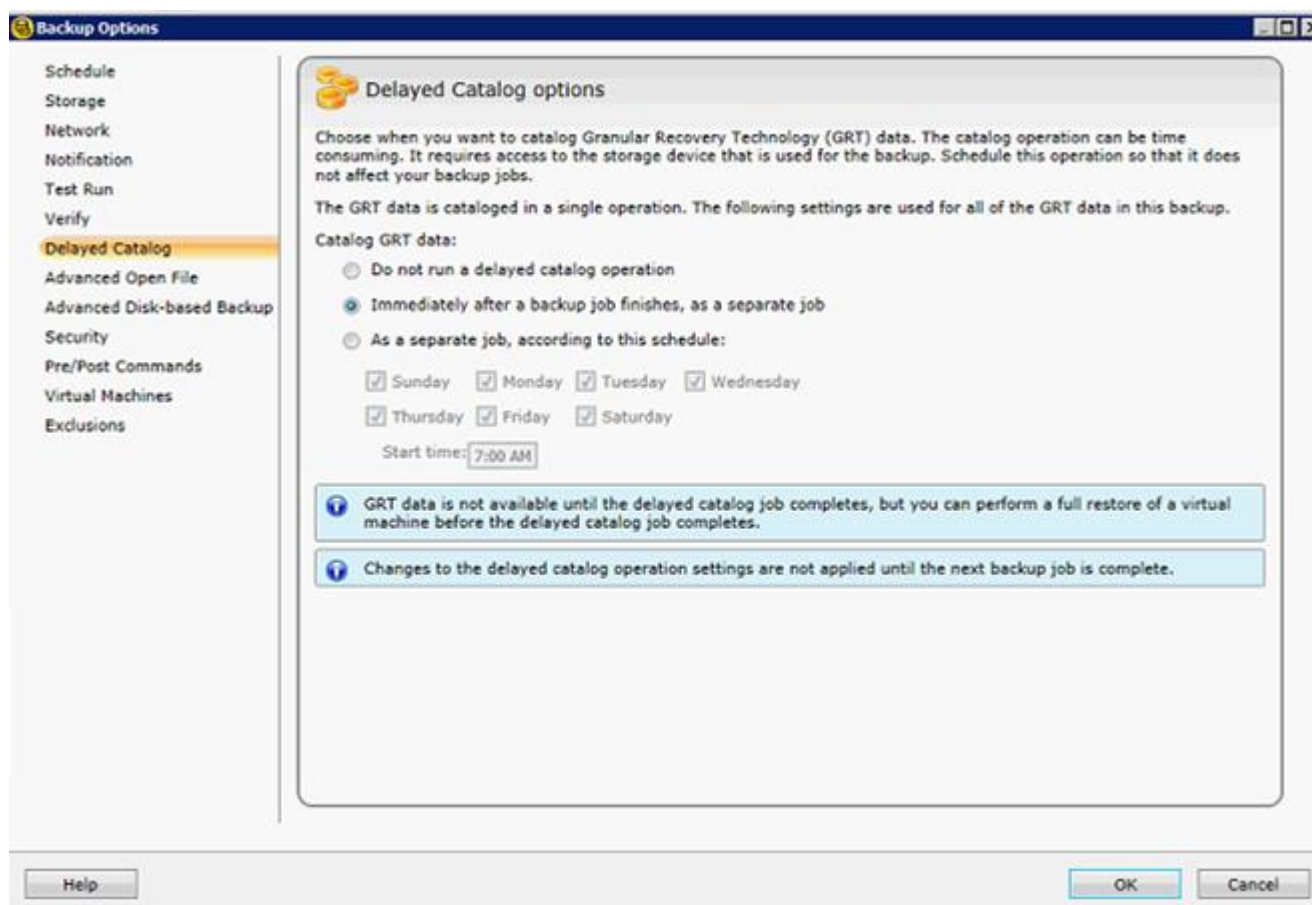 Backup Options
Schedule
Storage
Network
Notification
Test Run
Verify
Delayed Catalog
Advanced Open File
Advanced Disk-based Backup
Security
Pre/Post Commands
Virtual Machines
Exclusions
Delayed Catalog options
Choose when you want to catalog Granular Recovery Technology (GRT) data. The catalog operation can be time
consuming. It requires access to the storage device that is used for the backup. Schedule this operation so that it does
not affect your backup jobs.
The GRT data is cataloged in a single operation. The following settings are used for all of the GRT data in this backup.
Catalog GRT data:
Do not run a delayed catalog operation
Immediately after a backup job finishes, as a separate job
As a separate job, according to this schedule:
Sunday Monday Tuesday Wednesday
Thursday Friday Saturday
Start time: 7:00 AM
GRT data is not available until the delayed catalog job completes, but you can perform a full restore of a virtual
machine before the delayed catalog job completes.
Changes to the delayed catalog operation settings are not applied until the next backup job is complete.
Help OK Cancel